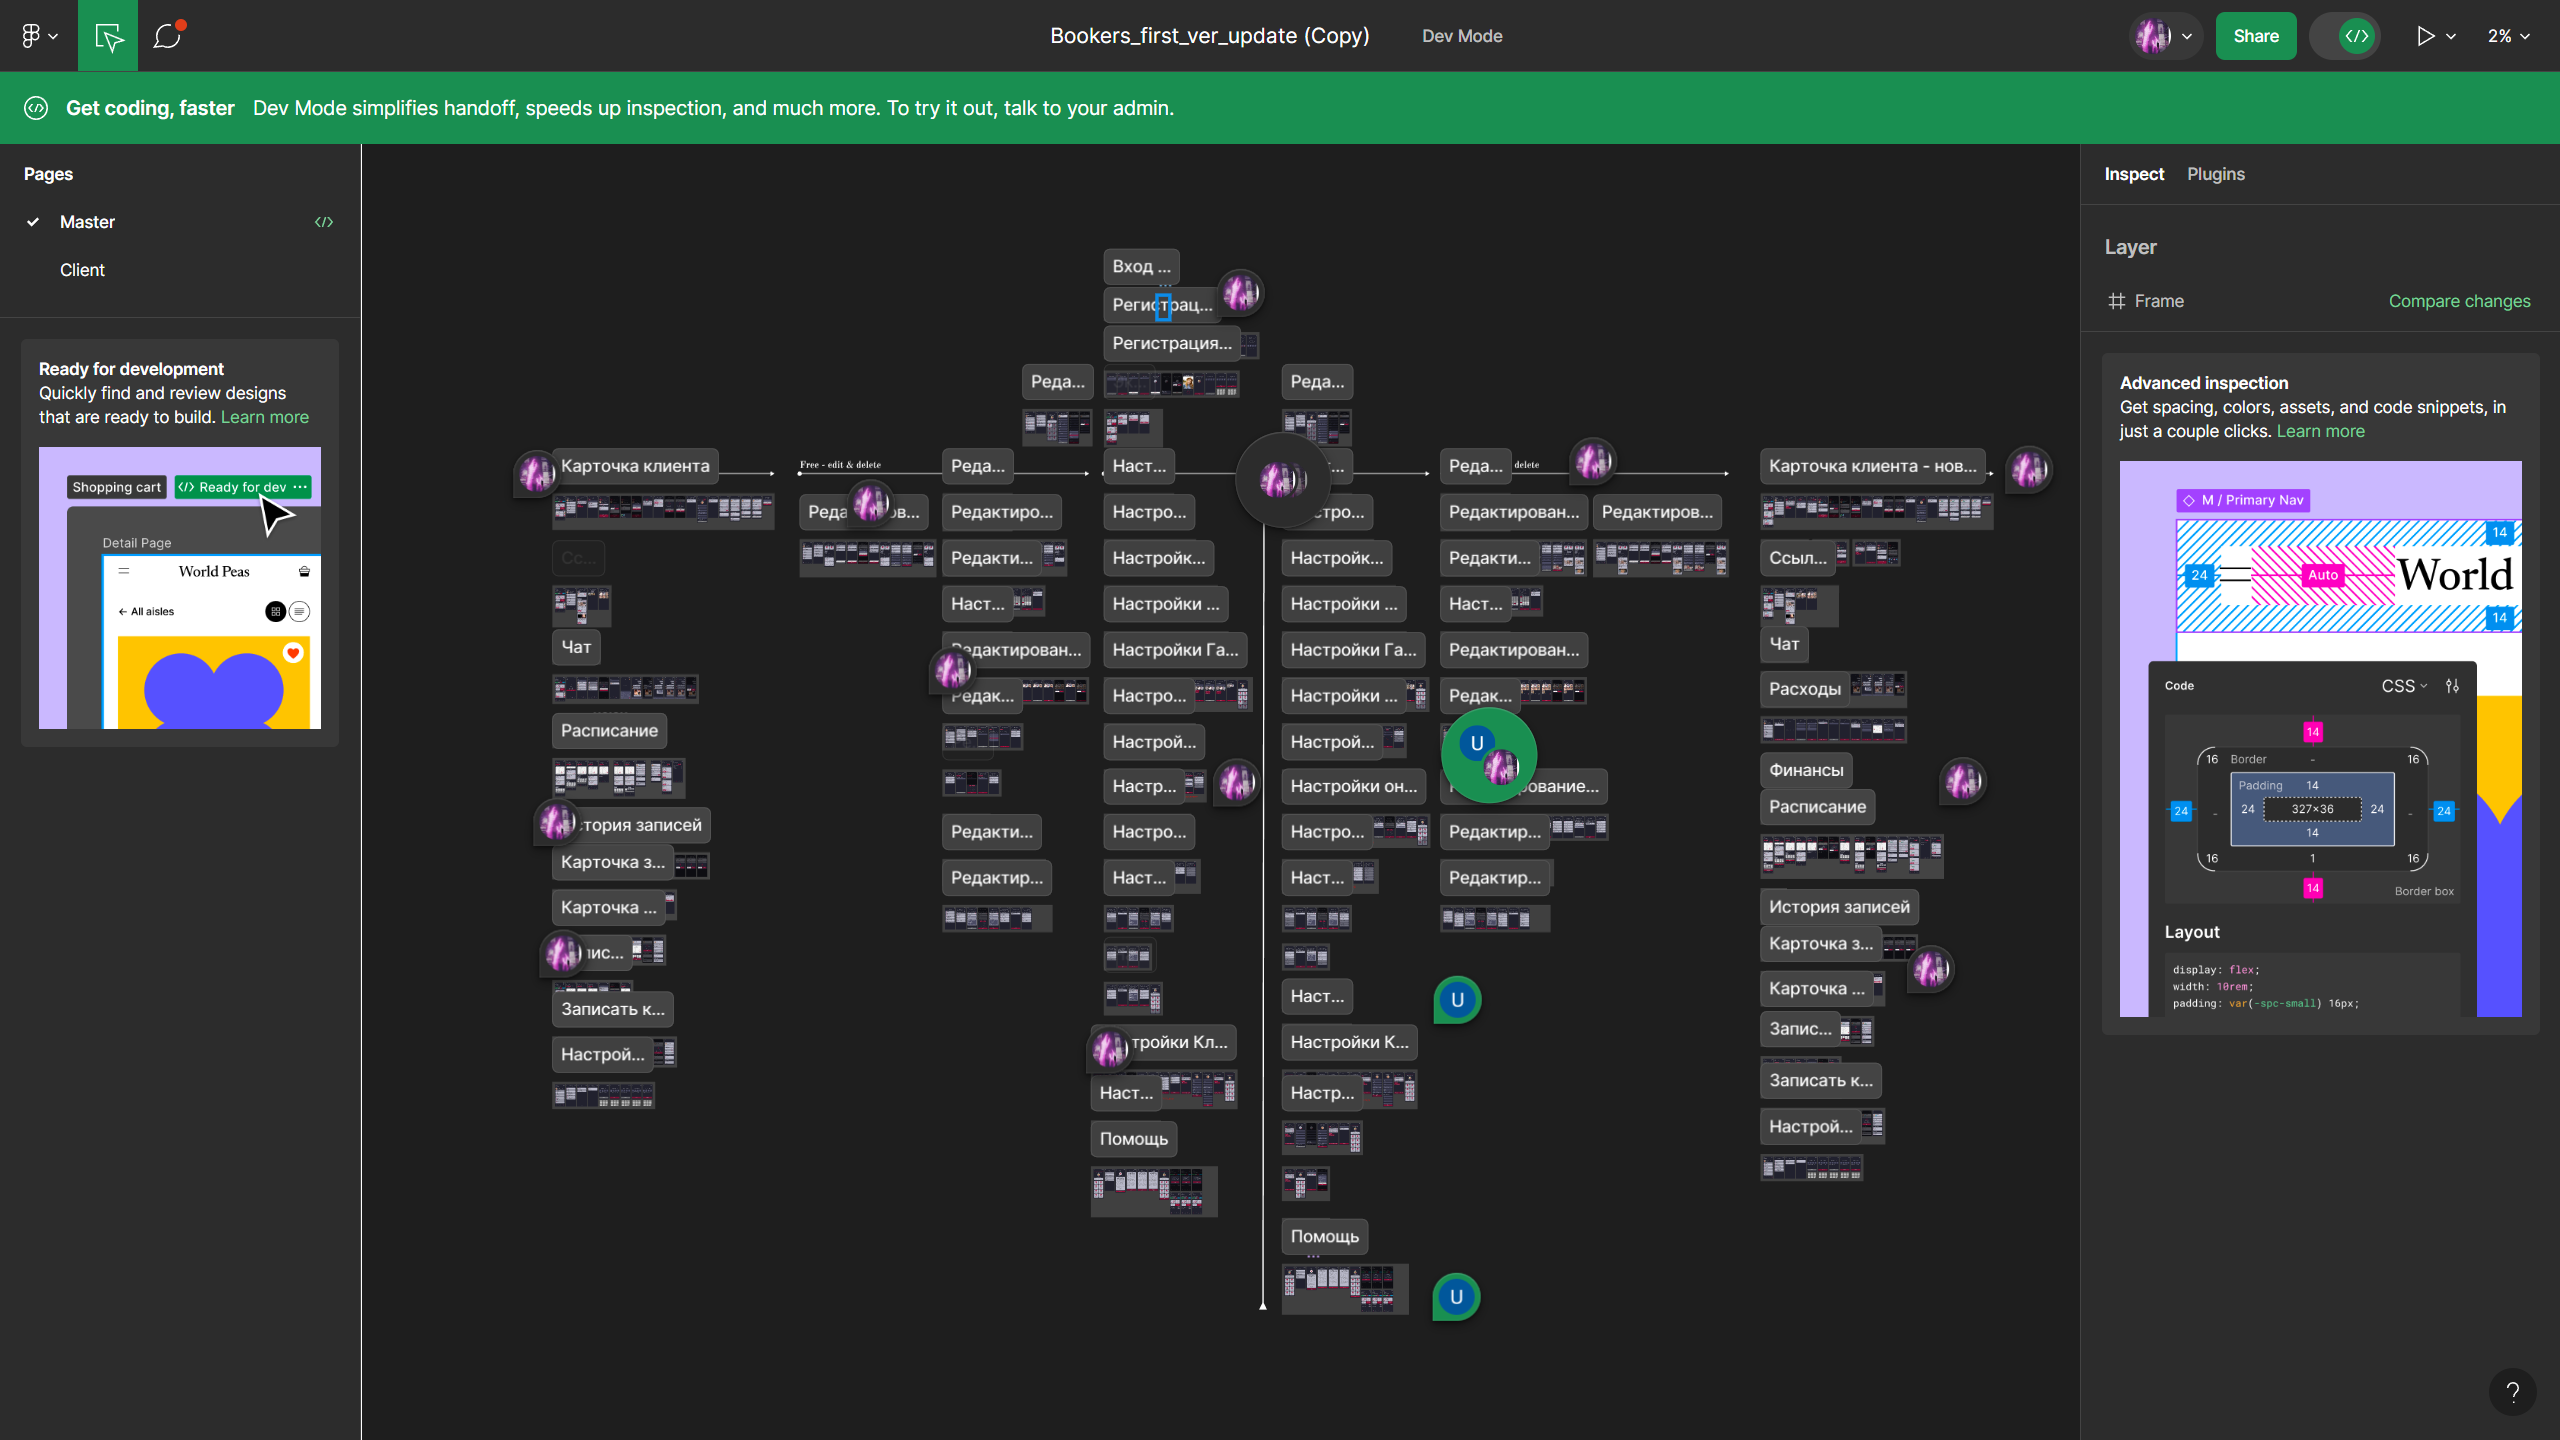 Bookers_first_ver_update (Copy)
Dev Mode
Share
2%
Get coding, faster Dev Mode simplifies handoff, speeds up inspection, and much more. To try it out, talk to your admin.
Pages
Master
Client
Ready for development
Quickly find and review designs
that are ready to build. Learn more
Shopping cart
Ready for dev
Detail Page
World Peas
← All aisles
Вход ...
Регистрац...
Регистрация...
Реда...
Реда...
Карточка клиента
Free - edit & delete
Реда...
Наст...
Реда...
delete
Карточка клиента - нов...
Редактиро...
Настро...
Редактирован...
Редактиров...
Редакти...
Настройк...
Настройк...
Редакти...
Ссыл...
Наст...
Настройки ...
Настройки ...
Наст...
Чат
Редактирован...
Настройки Га...
Настройки Га...
Редактирован...
Чат
Редак...
Настро...
Настройки ...
Редак...
Расходы
Расписание
Настрой...
Настрой...
U
Финансы
Настр...
Настройки он...
Расписание
История записей
Редакти...
Настро...
Настро...
Редактир...
Карточка з...
Редактир...
Наст...
Наст...
Редактир...
Карточка ...
История записей
Карточка з...
Карточка ...
Записать к...
Наст...
U
Запис...
Настрой...
Настройки К...
Наст...
Настр...
Записать к...
Помощь
Настрой...
Помощь
U
Inspect
Plugins
Layer
Frame
Compare changes
Advanced inspection
Get spacing, colors, assets, and code snippets, in
just a couple clicks. Learn more
M / Primary Nav
14
24
Auto
World
14
Code
CSS
14
16
Border
-
16
Padding
14
24
-
24
327×36
24
-
24
14
16
1
16
14
Border box
Layout
display: flex;
width: 10rem;
padding: var(-spc-small) 16px;
?